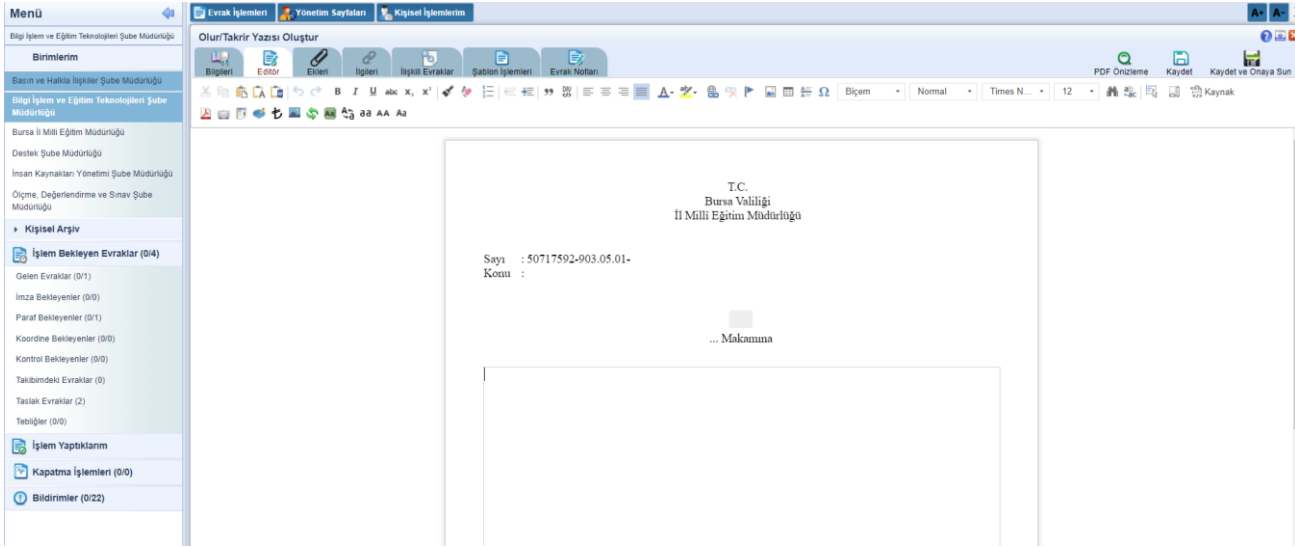 Menü
Bilgi İşlem ve Eğitim Teknolojileri Şube Müdürlüğü
Birimlerim
Basın ve Halkla İlişkiler Şube Müdürlüğü
Bilgi İşlem ve Eğitim Teknolojileri Şube
Müdürlüğü
Bursa İl Milli Eğitim Müdürlüğü
Destek Şube Müdürlüğü
İnsan Kaynakları Yönetimi Şube Müdürlüğü
Ölçme, Değerlendirme ve Sınav Şube
Müdürlüğü
Kişisel Arşiv
İşlem Bekleyen Evraklar (0/4)
Gelen Evraklar (0/1)
İmza Bekleyenler (0/0)
Paraf Bekleyenler (0/1)
Koordine Bekleyenler (0/0)
Kontrol Bekleyenler (0/0)
Takibimdeki Evraklar (0)
Taslak Evraklar (2)
Tebliğler (0/0)
İşlem Yaptıklarım
Kapatma İşlemleri (0/0)
Bildirimler (0/22)
Evrak İşlemleri Yönetim Sayfaları Kişisel İşlemlerim A+ A-
Olur/Takrir Yazısı Oluştur
Bilgileri Editör Ekleri İlgileri İlişkili Evraklar Şablon İşlemleri Evrak Notları PDF Önizleme Kaydet Kaydet ve Onaya Sun
B I U abc x, x² A Ω Biçem Normal Times N... 12 Kaynak
aa AA Aa
T.C.
Bursa Valiliği
İl Millî Eğitim Müdürlüğü
Sayı : 50717592-903.05.01-
Konu :
... Makamına